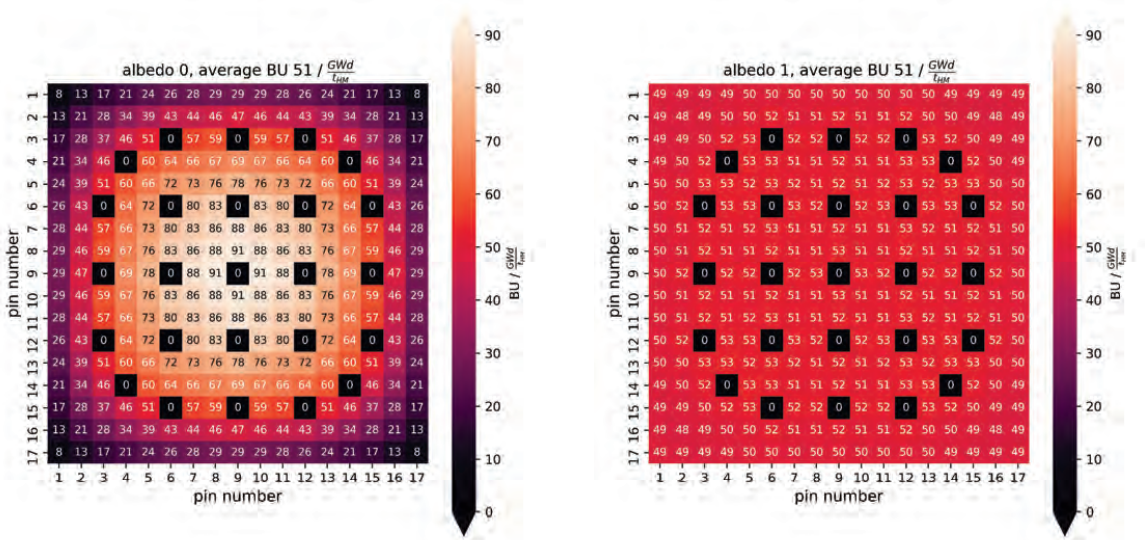 albedo 0, average BU 51 / GWd/tHM
1 8 13 17 21 24 26 28 29 29 29 28 26 24 21 17 13 8
2 13 21 28 34 39 43 44 46 47 46 44 43 39 34 28 21 13
3 17 28 37 46 51 0 57 59 0 59 57 0 51 46 37 28 17
4 21 34 46 0 60 64 66 67 69 67 66 64 60 0 46 34 21
5 24 39 51 60 66 72 73 76 78 76 73 72 66 60 51 39 24
6 26 43 0 64 72 0 80 83 0 83 80 0 72 64 0 43 26
7 28 44 57 66 73 80 83 86 88 86 83 80 73 66 57 44 28
8 29 46 59 67 76 83 86 88 91 88 86 83 76 67 59 46 29
9 29 47 0 69 78 0 88 91 0 91 88 0 78 69 0 47 29
10 29 46 59 67 76 83 86 88 91 88 86 83 76 67 59 46 29
11 28 44 57 66 73 80 83 86 88 86 83 80 73 66 57 44 28
12 26 43 0 64 72 0 80 83 0 83 80 0 72 64 0 43 26
13 24 39 51 60 66 72 73 76 78 76 73 72 66 60 51 39 24
14 21 34 46 0 60 64 66 67 69 67 66 64 60 0 46 34 21
15 17 28 37 46 51 0 57 59 0 59 57 0 51 46 37 28 17
16 13 21 28 34 39 43 44 46 47 46 44 43 39 34 28 21 13
17 8 13 17 21 24 26 28 29 29 29 28 26 24 21 17 13 8
1 2 3 4 5 6 7 8 9 10 11 12 13 14 15 16 17
pin number
pin number
90
80
70
60
50
40
30
20
10
0
BU / GWd/tHM
albedo 1, average BU 51 / GWd/tHM
1 49 49 49 49 50 50 50 50 50 50 50 50 50 49 49 49 49
2 49 48 49 50 50 52 51 51 52 51 51 52 50 50 49 48 49
3 49 49 50 52 53 0 52 52 0 52 52 0 53 52 50 49 49
4 49 50 52 0 53 53 51 51 52 51 51 53 53 0 52 50 49
5 50 50 53 53 52 53 51 51 52 51 51 53 52 53 53 50 50
6 50 52 0 53 53 0 52 52 0 52 52 0 53 53 0 52 50
7 50 51 52 51 51 52 51 51 52 51 51 52 51 51 52 51 50
8 50 51 52 51 51 52 51 51 53 51 51 52 51 51 52 51 50
9 50 52 0 52 52 0 52 53 0 53 52 0 52 52 0 52 50
10 50 51 52 51 51 52 51 51 53 51 51 52 51 51 52 51 50
11 50 51 52 51 51 52 51 51 52 51 51 52 51 51 52 51 50
12 50 52 0 53 53 0 52 52 0 52 52 0 53 53 0 52 50
13 50 50 53 53 52 53 51 51 52 51 51 53 52 53 53 50 50
14 49 50 52 0 53 53 51 51 52 51 51 53 53 0 52 50 49
15 49 49 50 52 53 0 52 52 0 52 52 0 53 52 50 49 49
16 49 48 49 50 50 52 51 51 52 51 51 52 50 50 49 48 49
17 49 49 49 49 50 50 50 50 50 50 50 50 50 49 49 49 49
1 2 3 4 5 6 7 8 9 10 11 12 13 14 15 16 17
pin number
pin number
90
80
70
60
50
40
30
20
10
0
BU / GWd/tHM